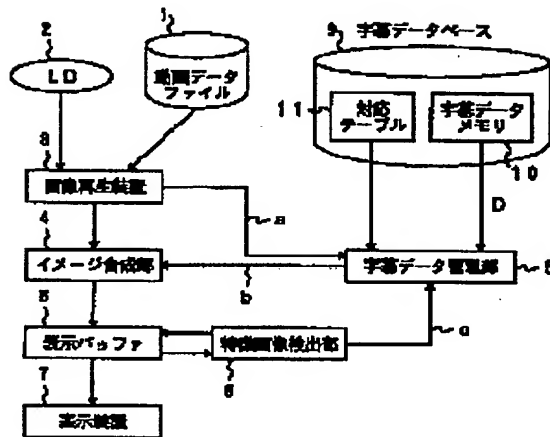 2
LD
1
動画データ
ファイル
9
字幕データベース
11
対応
テーブル
字幕データ
メモリ
10
3
画像再生装置
a
D
4
イメージ合成部
b
字幕データ管理部
5
表示バッファ
特徴画像検出部
6
7
表示装置